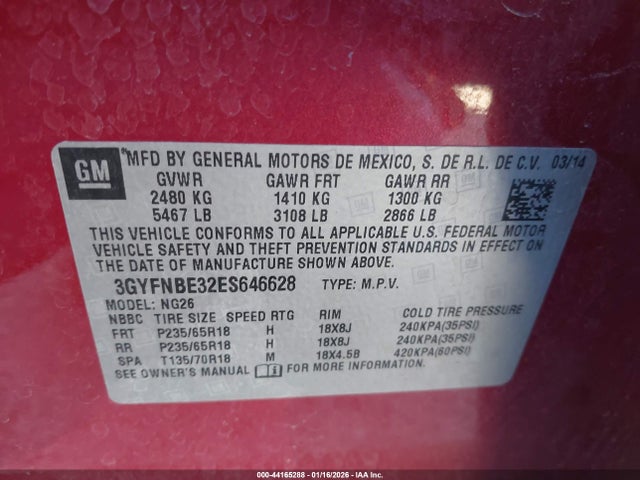 GM
MFD BY GENERAL MOTORS DE MEXICO, S. DE R.L. DE C.V. 03/14
GVWR GAWR FRT GAWR RR
2480 KG 1410 KG 1300 KG
5467 LB 3108 LB 2866 LB
THIS VEHICLE CONFORMS TO ALL APPLICABLE U.S. FEDERAL MOTOR
VEHICLE SAFETY AND THEFT PREVENTION STANDARDS IN EFFECT ON
THE DATE OF MANUFACTURE SHOWN ABOVE.
3GYFNBE32ES646628 TYPE: M.P.V.
MODEL: NG26
NBBC TIRE SIZE SPEED RTG RIM COLD TIRE PRESSURE
FRT P235/65R18 H 18X8J 240KPA(35PSI)
RR P235/65R18 H 18X8J 240KPA(35PSI)
SPA T135/70R18 M 18X4.5B 420KPA(60PSI)
SEE OWNER'S MANUAL FOR MORE INFORMATION
000-44165288 | 01/16/2026 - IAA Corp.